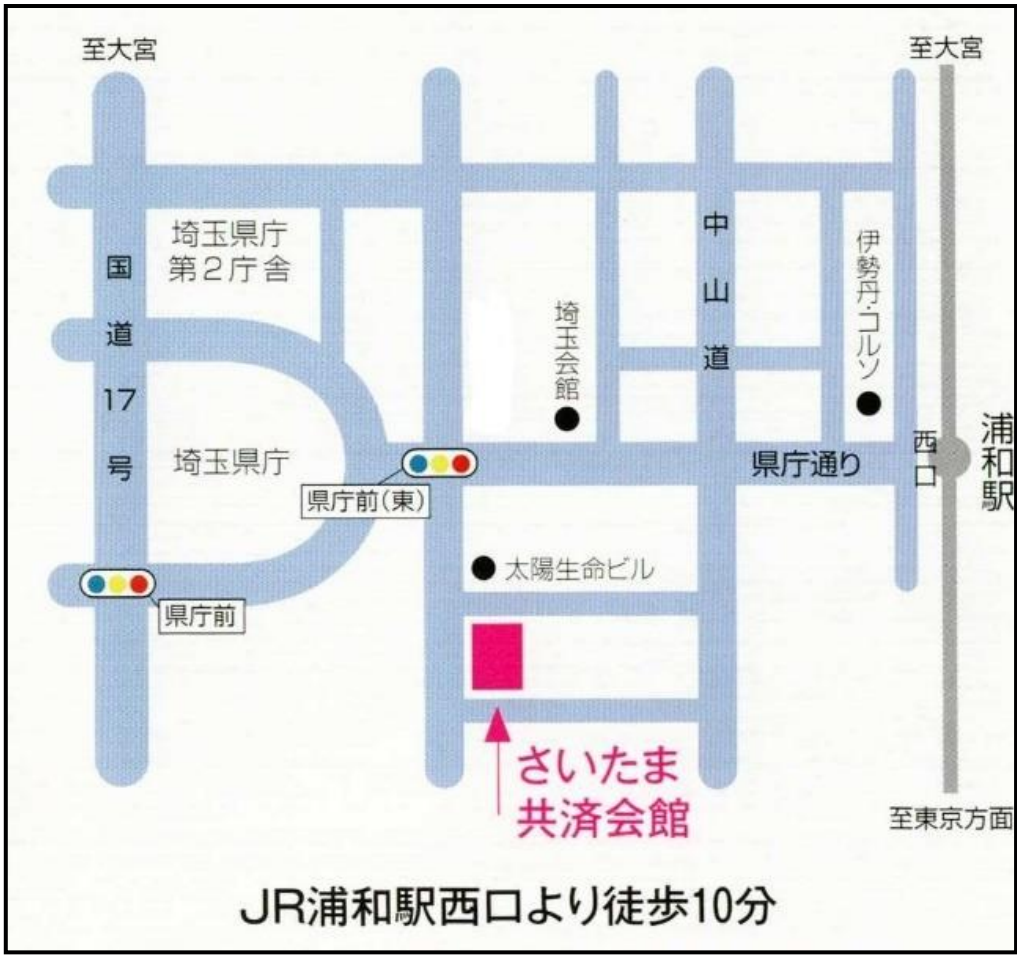 至大宮
至大宮
国道17号
埼玉県庁
第2庁舎
中山道
伊勢丹・コルソ
埼玉会館
埼玉県庁
県庁前(東)
県庁通り
西口
浦和駅
太陽生命ビル
県庁前
さいたま
共済会館
至東京方面
JR浦和駅西口より徒歩10分